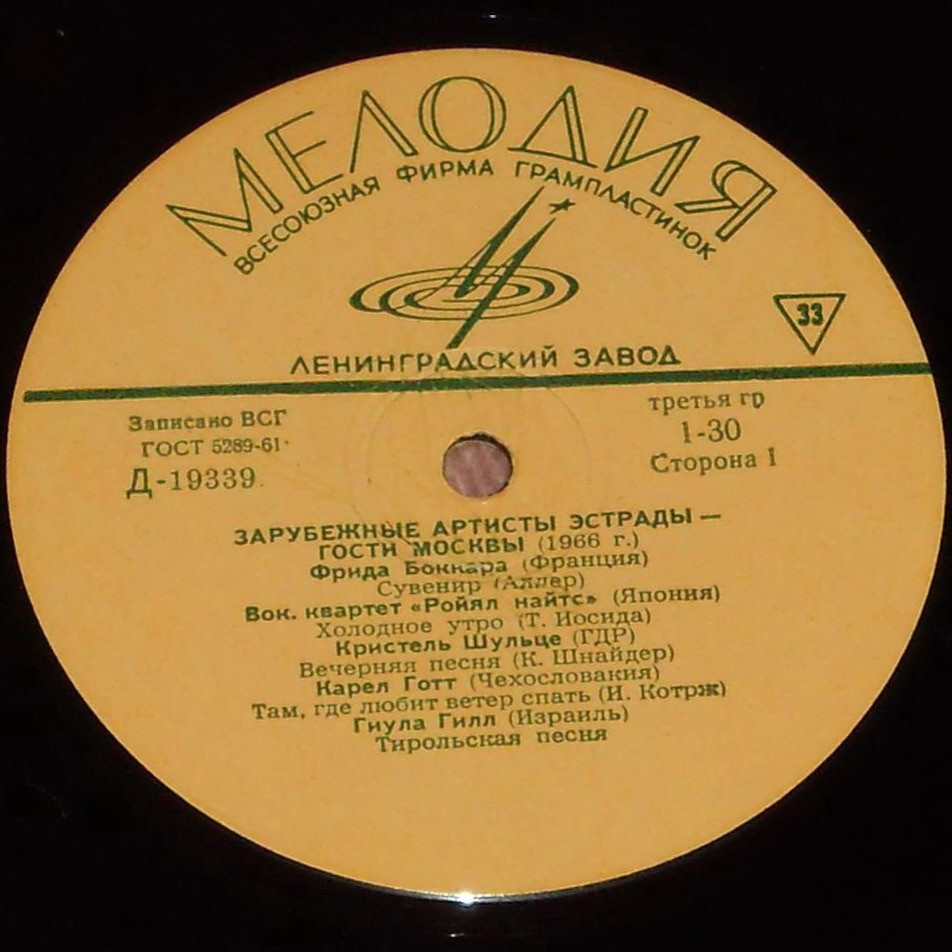 МЕЛОДИЯ
ВСЕСОЮЗНАЯ ФИРМА ГРАМПЛАСТИНОК
33
ЛЕНИНГРАДСКИЙ ЗАВОД
Записано ВСГ
ГОСТ 5289-61
Д-19339
третья гр
1-30
Сторона 1
ЗАРУБЕЖНЫЕ АРТИСТЫ ЭСТРАДЫ —
ГОСТИ МОСКВЫ (1966 г.)
Фрида Боккара (Франция)
Сувенир (Аллер)
Вок. квартет «Ройял найтс» (Япония)
Холодное утро (Т. Иосида)
Кристель Шульце (ГДР)
Вечерняя песня (К. Шнайдер)
Карел Готт (Чехословакия)
Там, где любит ветер спать (И. Котрж)
Гиула Гилл (Израиль)
Тирольская песня